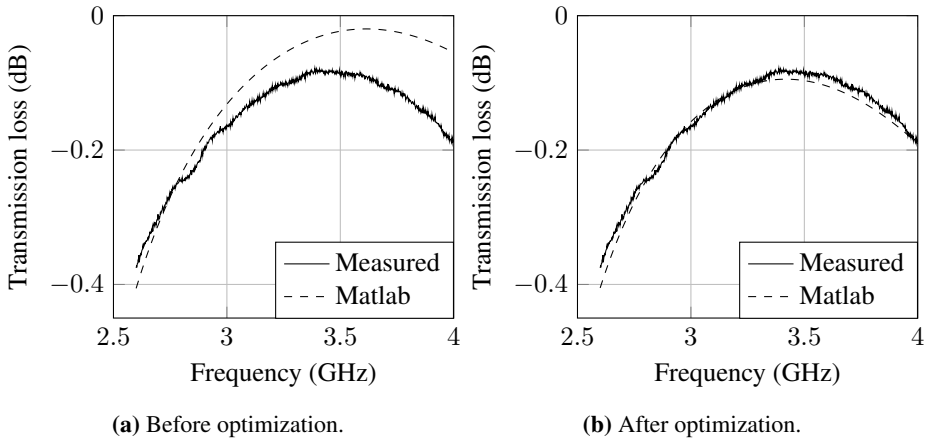 0
−0.2
−0.4
Transmission loss (dB)
Measured
Matlab
2.5
3
3.5
4
Frequency (GHz)
(a) Before optimization.
0
−0.2
−0.4
Transmission loss (dB)
Measured
Matlab
2.5
3
3.5
4
Frequency (GHz)
(b) After optimization.